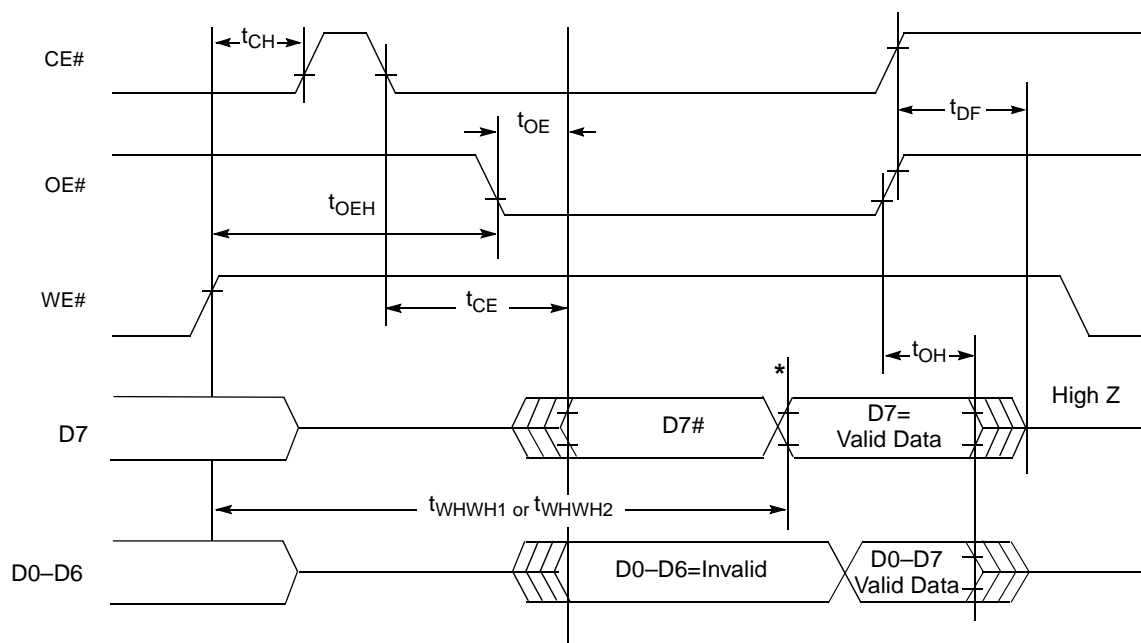 tCH
CE#
tDF
tOE
OE#
tOEH
WE#
tCE
tOH
*
High Z
D7
D7#
D7=
Valid Data
tWHWH1 or tWHWH2
D0–D6
D0–D6=Invalid
D0–D7
Valid Data